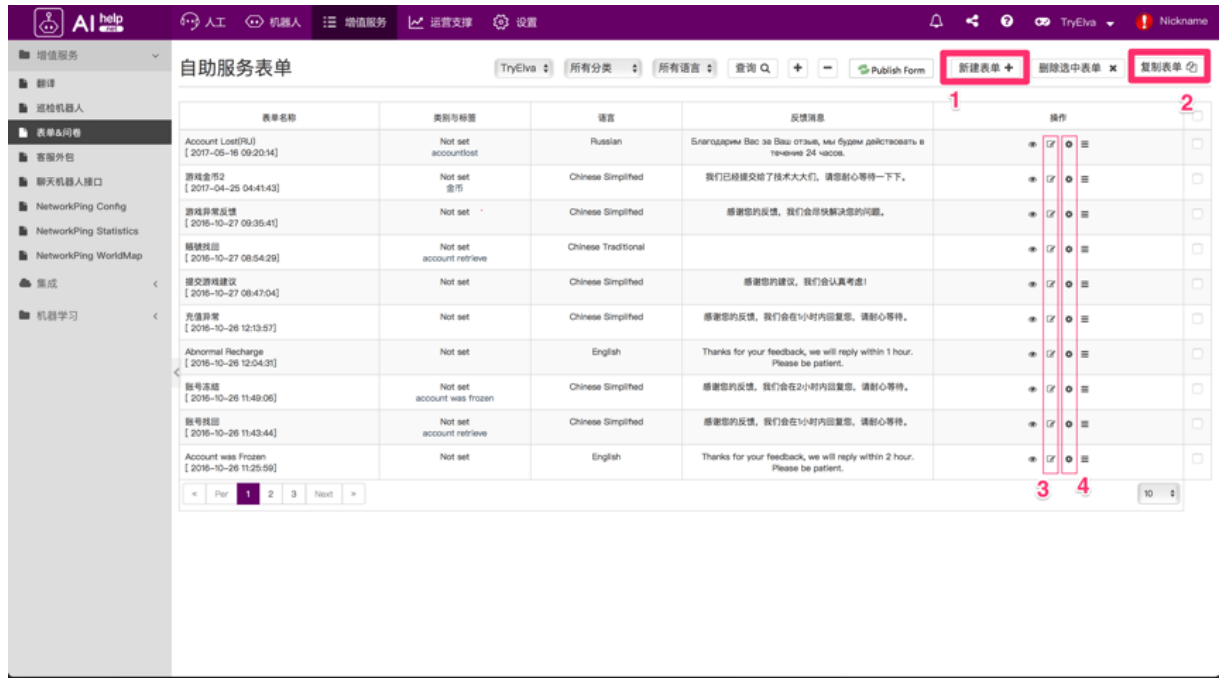 AI help .net
人工
机器人
增值服务
运营支撑
设置
TryElva
Nickname
增值服务
翻译
巡检机器人
表单&问卷
客服外包
聊天机器人接口
NetworkPing Config
NetworkPing Statistics
NetworkPing WorldMap
集成
机器学习
自助服务表单
TryElva
所有分类
所有语言
查询
Publish Form
新建表单
删除选中表单
复制表单
1
2
表单名称 类别与标签 语言 反馈消息 操作
Account Lost(RU) Not set Russian Благодарим Вас за Ваш отзыв, мы будем действовать в
[ 2017-05-16 09:20:14] accountlost течение 24 часов.
游戏金币2 Not set Chinese Simplified 我们已经提交给了技术大大们，请您耐心等待一下下。
[ 2017-04-25 04:41:43] 金币
游戏异常反馈 Not set Chinese Simplified 感谢您的反馈，我们会尽快解决您的问题。
[ 2016-10-27 09:35:41]
賬號找回 Not set Chinese Traditional
[ 2016-10-27 08:54:29] account retrieve
提交游戏建议 Not set Chinese Simplified 感谢您的建议，我们会认真考虑！
[ 2016-10-27 08:47:04]
充值异常 Not set Chinese Simplified 感谢您的反馈，我们会在1小时内回复您，请耐心等待。
[ 2016-10-26 12:13:57]
Abnormal Recharge Not set English Thanks for your feedback, we will reply within 1 hour.
[ 2016-10-26 12:04:31] Please be patient.
账号冻结 Not set Chinese Simplified 感谢您的反馈，我们会在2小时内回复您，请耐心等待。
[ 2016-10-26 11:49:06] account was frozen
账号找回 Not set Chinese Simplified 感谢您的反馈，我们会在1小时内回复您，请耐心等待。
[ 2016-10-26 11:43:44] account retrieve
Account was Frozen Not set English Thanks for your feedback, we will reply within 2 hour.
[ 2016-10-26 11:25:59] Please be patient.
3
4
« Per 1 2 3 Next »
10